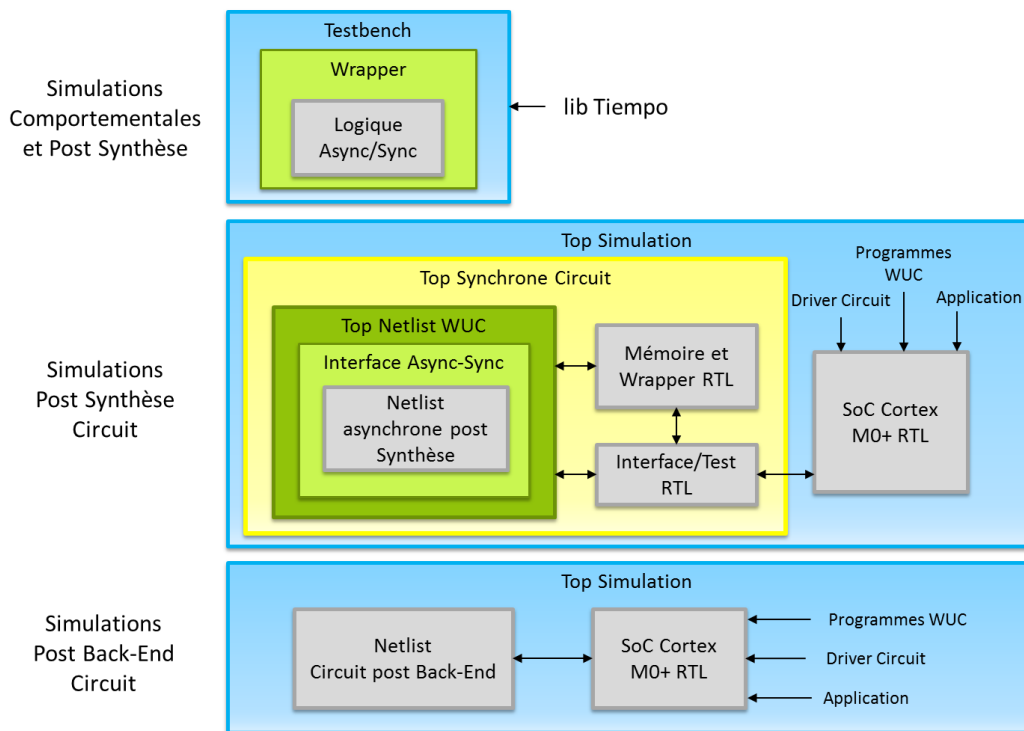 Testbench
Wrapper
Logique
Async/Sync
Simulations
Comportementales
et Post Synthèse
lib Tiempo
Top Simulation
Top Synchrone Circuit
Programmes
WUC
Driver Circuit
Application
Top Netlist WUC
Interface Async-Sync
Netlist
asynchrone post
Synthèse
Mémoire et
Wrapper RTL
Interface/Test
RTL
SoC Cortex
M0+ RTL
Simulations
Post Synthèse
Circuit
Top Simulation
Simulations
Post Back-End
Circuit
Netlist
Circuit post Back-End
SoC Cortex
M0+ RTL
Programmes WUC
Driver Circuit
Application